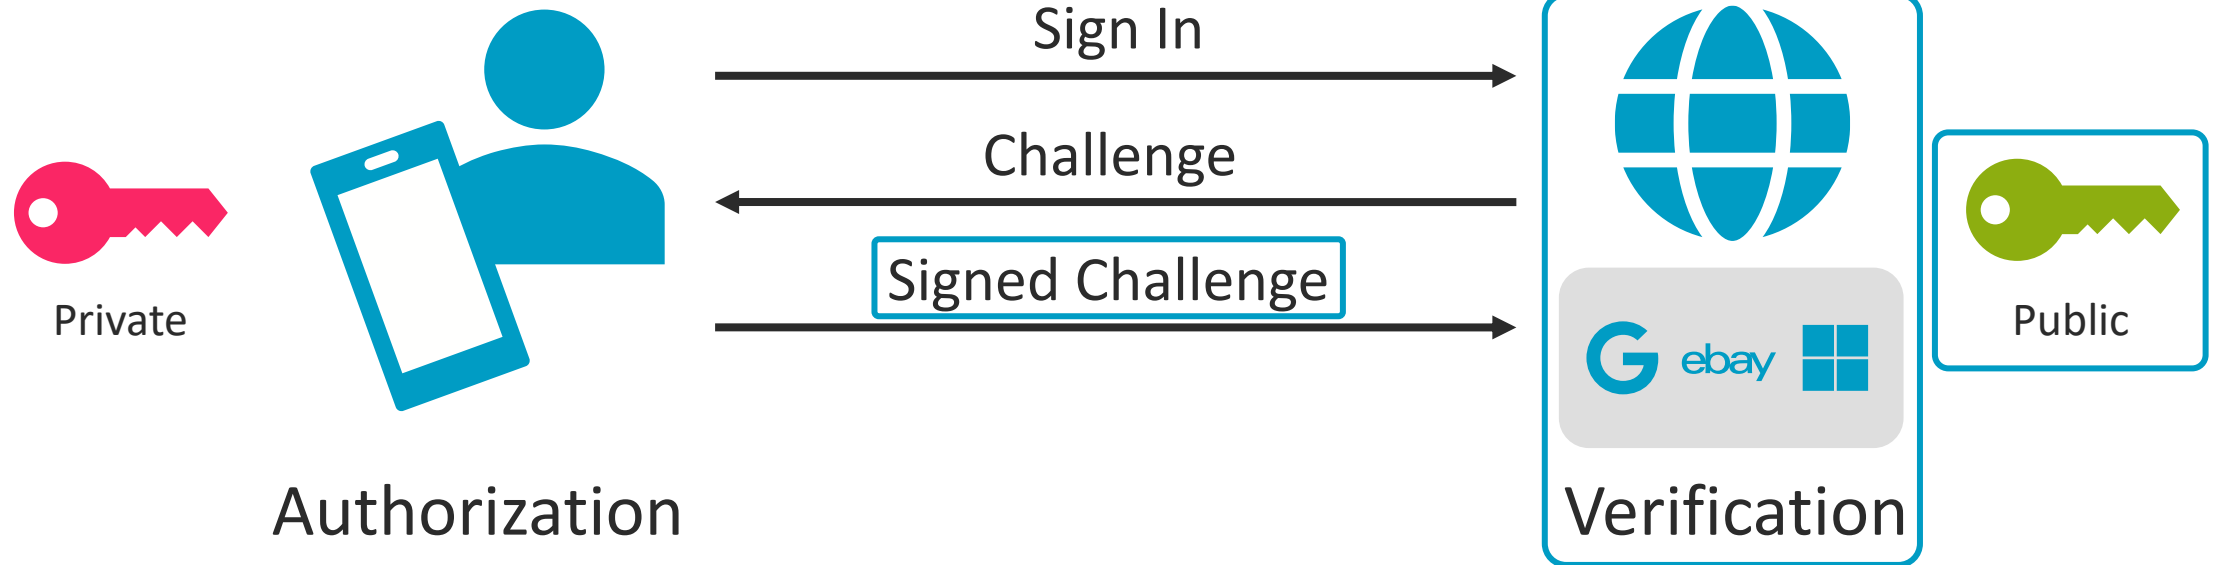 Sign In
Challenge
Signed Challenge
Private
Public
G ebay
Authorization
Verification